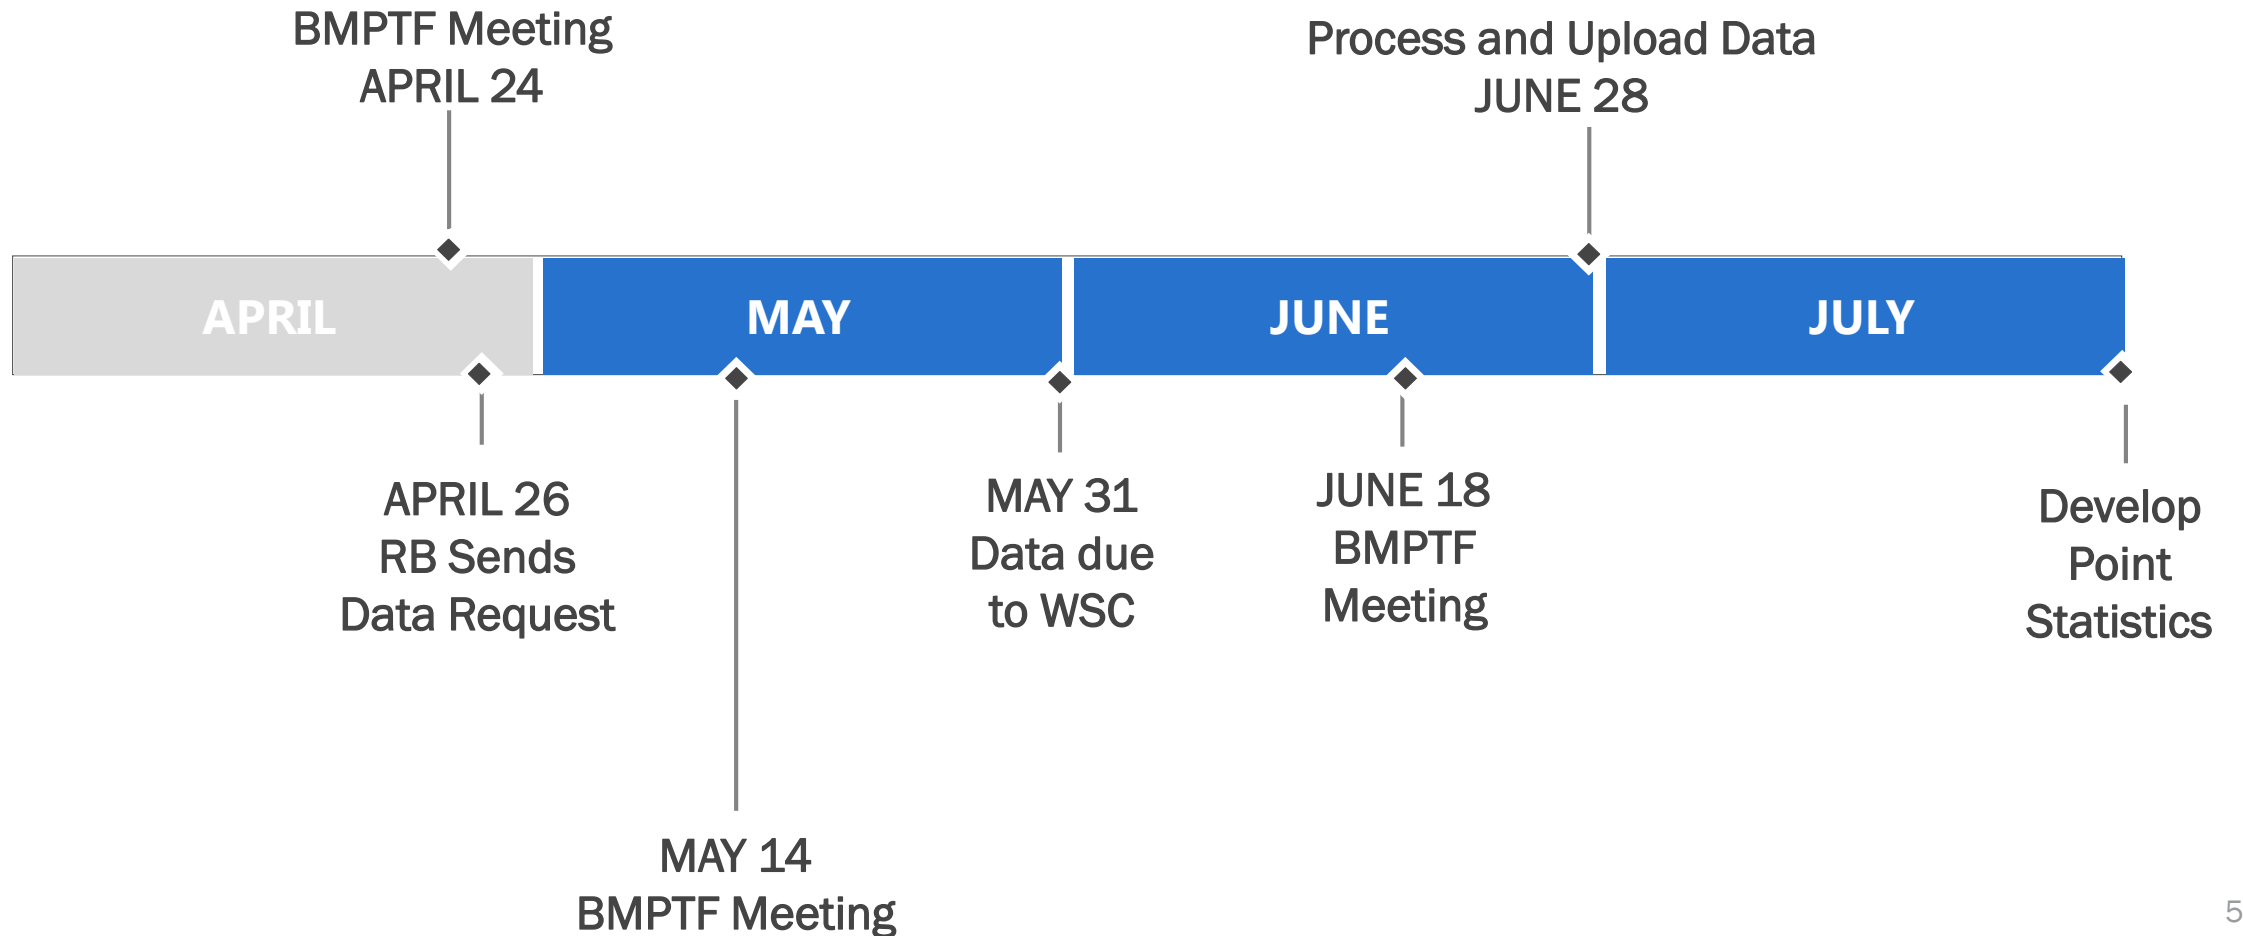 BMPTF Meeting
APRIL 24
Process and Upload Data
JUNE 28
APRIL
MAY
JUNE
JULY
APRIL 26
RB Sends
Data Request
MAY 14
BMPTF Meeting
MAY 31
Data due
to WSC
JUNE 18
BMPTF
Meeting
Develop
Point
Statistics
5